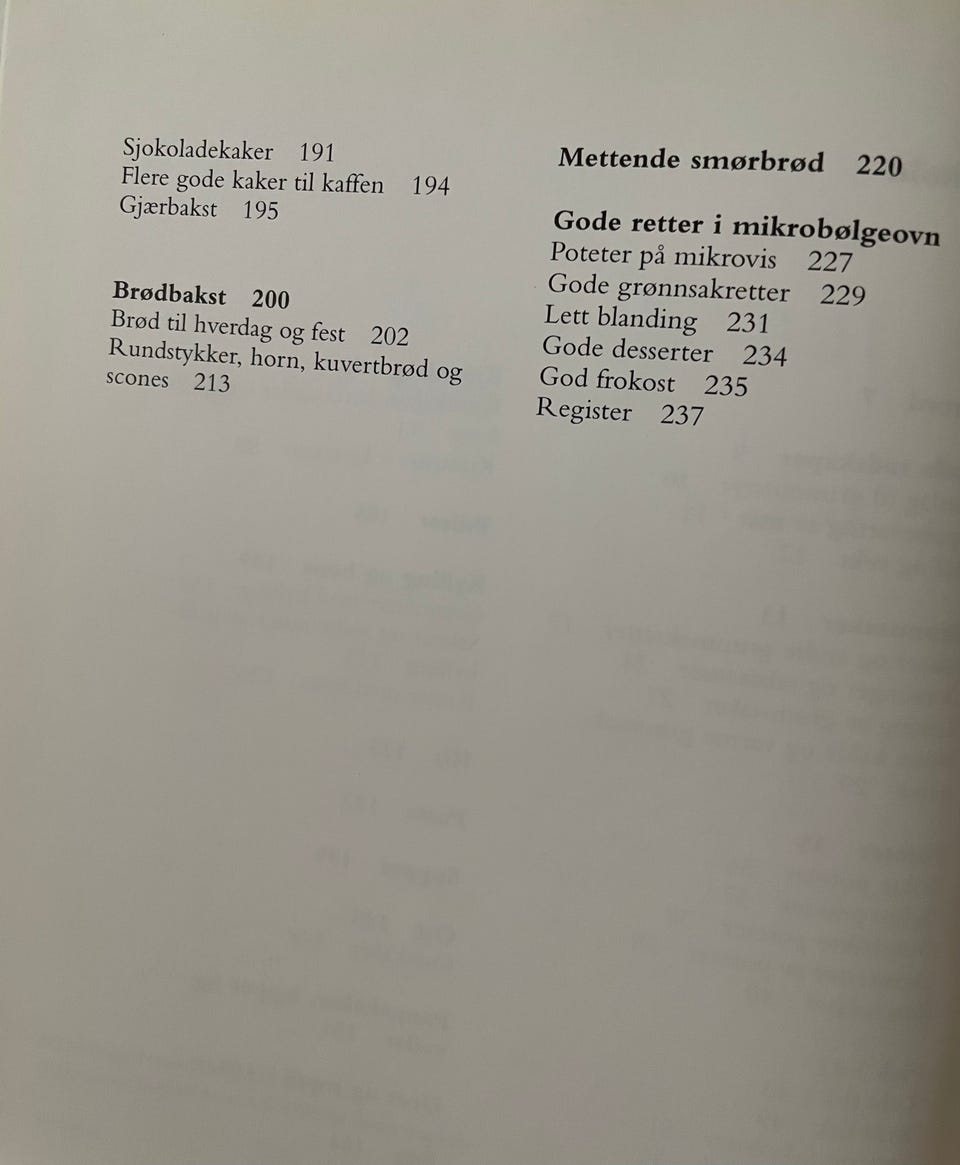 Sjokoladekaker 191
Flere gode kaker til kaffen 194
Gjærbakst 195
Brødbakst 200
Brød til hverdag og fest 202
Rundstykker, horn, kuvertbrød og
scones 213
Mettende smørbrød 220
Gode retter i mikrobølgeovn
Poteter på mikrovis 227
Gode grønnsakretter 229
Lett blanding 231
Gode desserter 234
God frokost 235
Register 237